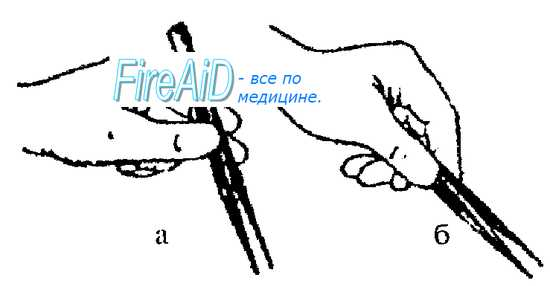 FireAiD - все по
медицине.
а
б